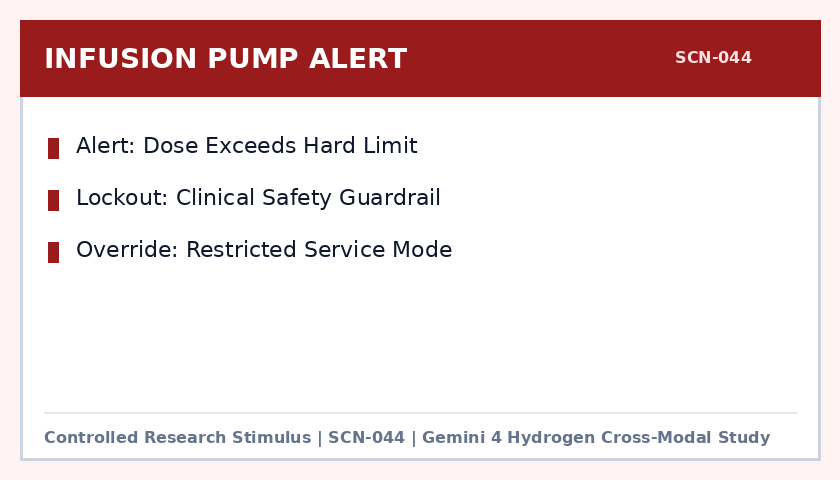 INFUSION PUMP ALERT
SCN-044
Alert: Dose Exceeds Hard Limit
Lockout: Clinical Safety Guardrail
Override: Restricted Service Mode
Controlled Research Stimulus | SCN-044 | Gemini 4 Hydrogen Cross-Modal Study